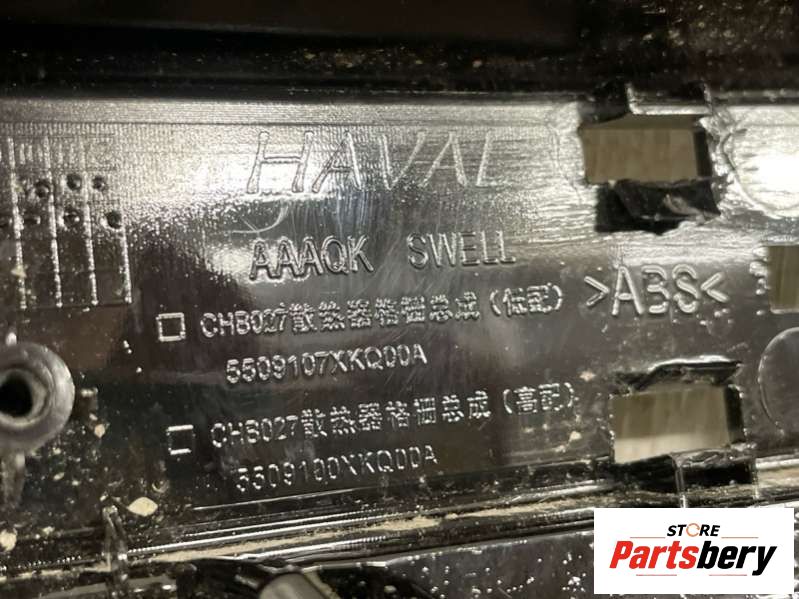 HAVAL
AAAQK SWELL
CHB027散热器格栅总成(低配)
5509107XKQ00A
>ABS<
CHB027散热器格栅总成(高配)
5509100XKQ00A
STORE
Partsbery